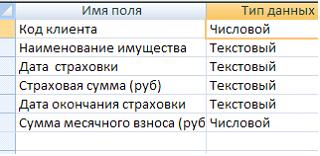 Имя поля Тип данных
Код клиента Числовой
Наименование имущества Текстовый
Дата страховки Текстовый
Страховая сумма (руб) Текстовый
Дата окончания страховки Текстовый
Сумма месячного взноса (руб Числовой